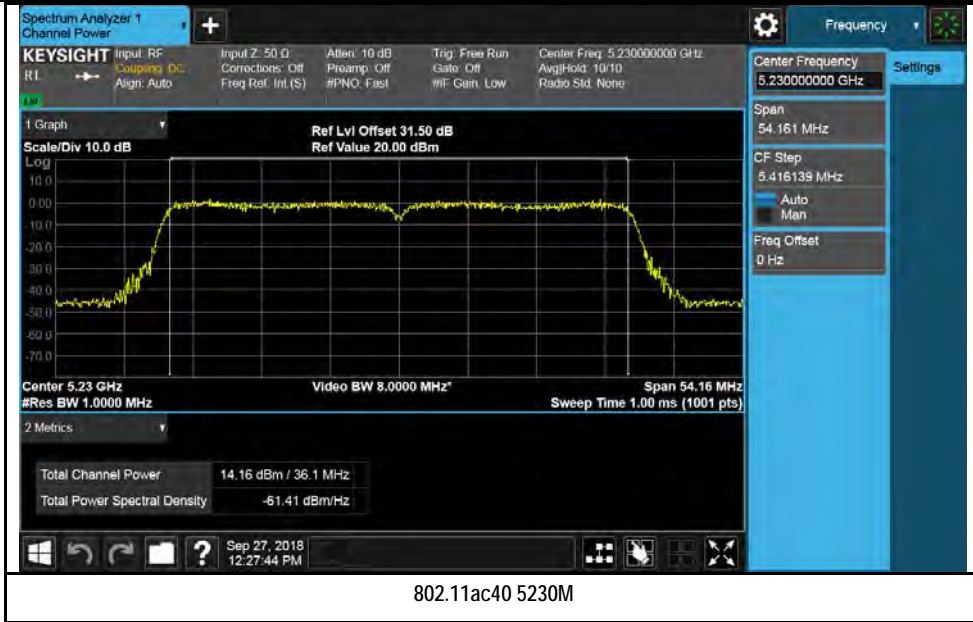 Spectrum Analyzer 1
Channel Power
+
Frequency
KEYSIGHT
RL
Input: RF
Coupling: DC
Align: Auto
Input Z: 50 Ω
Corrections: Off
Freq Ref: Int (S)
Atten: 10 dB
Preamp: Off
#PNO: Fast
Trig: Free Run
Gate: Off
#IF Gain: Low
Center Freq: 5.230000000 GHz
Avg|Hold: 10/10
Radio Std: None
Center Frequency
5.230000000 GHz
Settings
Span
54.161 MHz
CF Step
5.416139 MHz
Auto
Man
Freq Offset
0 Hz
1 Graph
Scale/Div 10.0 dB
Ref Lvl Offset 31.50 dB
Ref Value 20.00 dBm
Log
10.0
0.00
-10.0
-20.0
-30.0
-40.0
-50.0
-60.0
-70.0
Center 5.23 GHz
#Res BW 1.0000 MHz
Video BW 8.0000 MHz*
Span 54.16 MHz
Sweep Time 1.00 ms (1001 pts)
2 Metrics
Total Channel Power 14.16 dBm / 36.1 MHz
Total Power Spectral Density -61.41 dBm/Hz
?
Sep 27, 2018
12:27:44 PM
802.11ac40 5230M